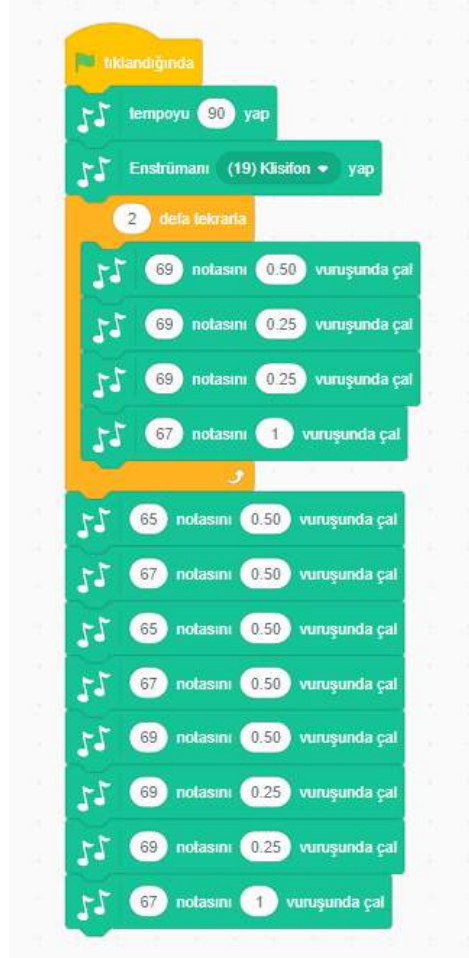 tıklandığında
tempoyu 90 yap
Enstrümanı (19) Klisifon yap
2 defa tekrarla
69 notasını 0.50 vuruşunda çal
69 notasını 0.25 vuruşunda çal
69 notasını 0.25 vuruşunda çal
67 notasını 1 vuruşunda çal
65 notasını 0.50 vuruşunda çal
67 notasını 0.50 vuruşunda çal
65 notasını 0.50 vuruşunda çal
67 notasını 0.50 vuruşunda çal
69 notasını 0.50 vuruşunda çal
69 notasını 0.25 vuruşunda çal
69 notasını 0.25 vuruşunda çal
67 notasını 1 vuruşunda çal